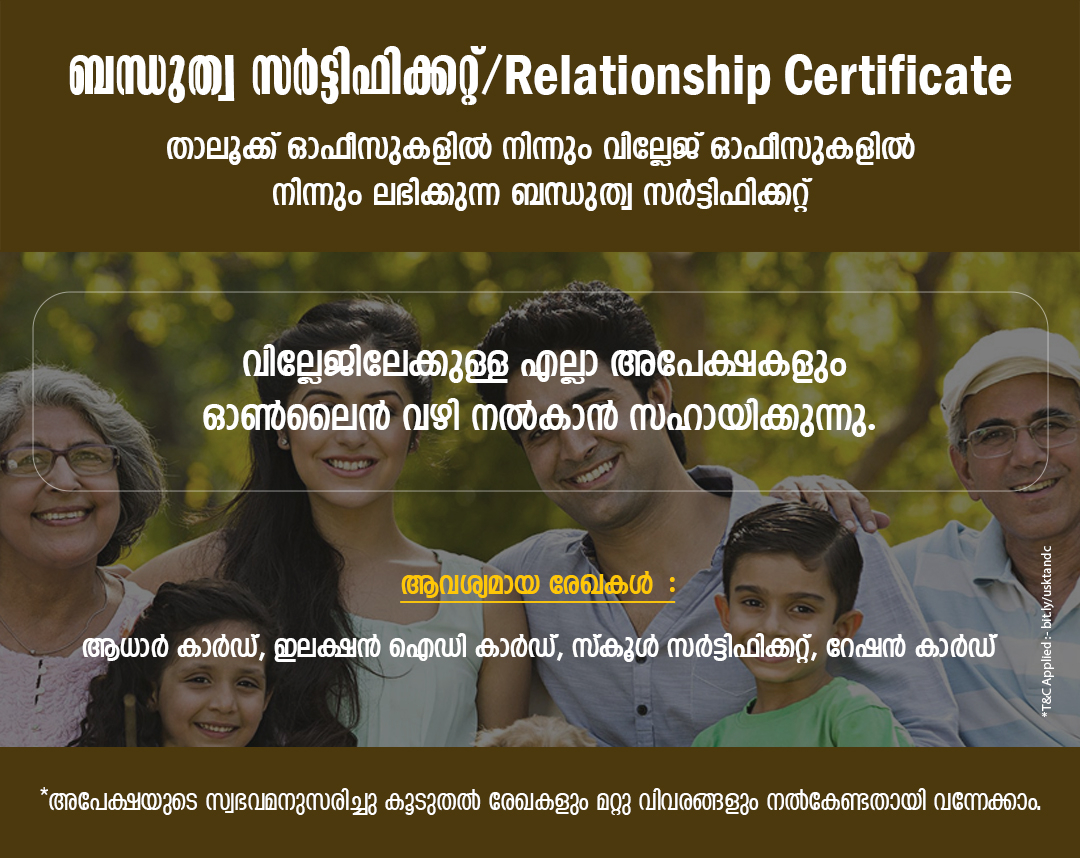 ബന്ധുത്വ സർട്ടിഫിക്കറ്റ്/Relationship Certificate
താലൂക്ക് ഓഫീസുകളിൽ നിന്നും വില്ലേജ് ഓഫീസുകളിൽ
നിന്നും ലഭിക്കുന്ന ബന്ധുത്വ സർട്ടിഫിക്കറ്റ്
വില്ലേജിലേക്കുള്ള എല്ലാ അപേക്ഷകളും
ഓൺലൈൻ വഴി നൽകാൻ സഹായിക്കുന്നു.
ആവശ്യമായ രേഖകൾ :
ആധാർ കാർഡ്, ഇലക്ഷൻ ഐഡി കാർഡ്, സ്കൂൾ സർട്ടിഫിക്കറ്റ്, റേഷൻ കാർഡ്
*T&C Applied :- bit.ly/usktandc
*അപേക്ഷയുടെ സ്വഭവമനുസരിച്ചു കൂടുതൽ രേഖകളും മറ്റു വിവരങ്ങളും നൽകേണ്ടതായി വന്നേക്കാം.